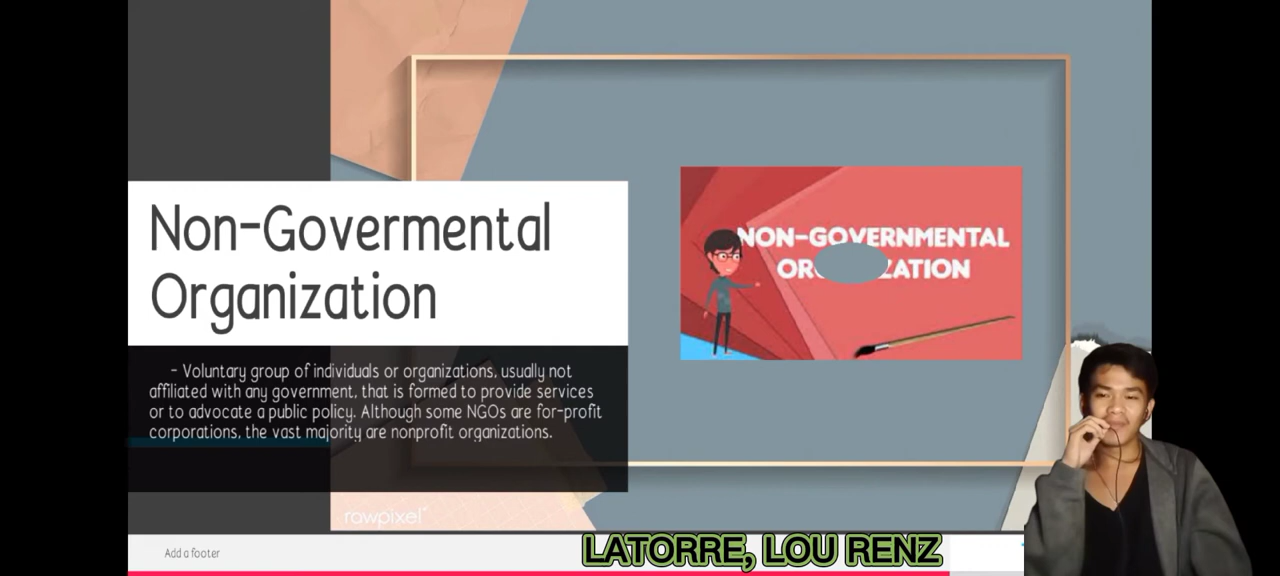 Non-Govermental
Organization
- Voluntary group of individuals or organizations, usually not
affiliated with any government, that is formed to provide services
or to advocate a public policy. Although some NGOs are for-profit
corporations, the vast majority are nonprofit organizations.
NON-GOVERNMENTAL
OR ZATION
rawpixel
Add a footer
LATORRE, LOU RENZ